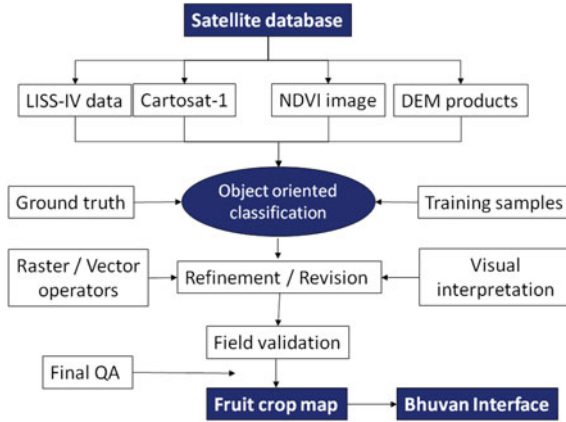 Satellite database
LISS-IV data
Cartosat-1
NDVI image
DEM products
Object oriented
classification
Ground truth
Training samples
Raster / Vector
operators
Refinement / Revision
Visual
interpretation
Field validation
Final QA
Fruit crop map
Bhuvan Interface